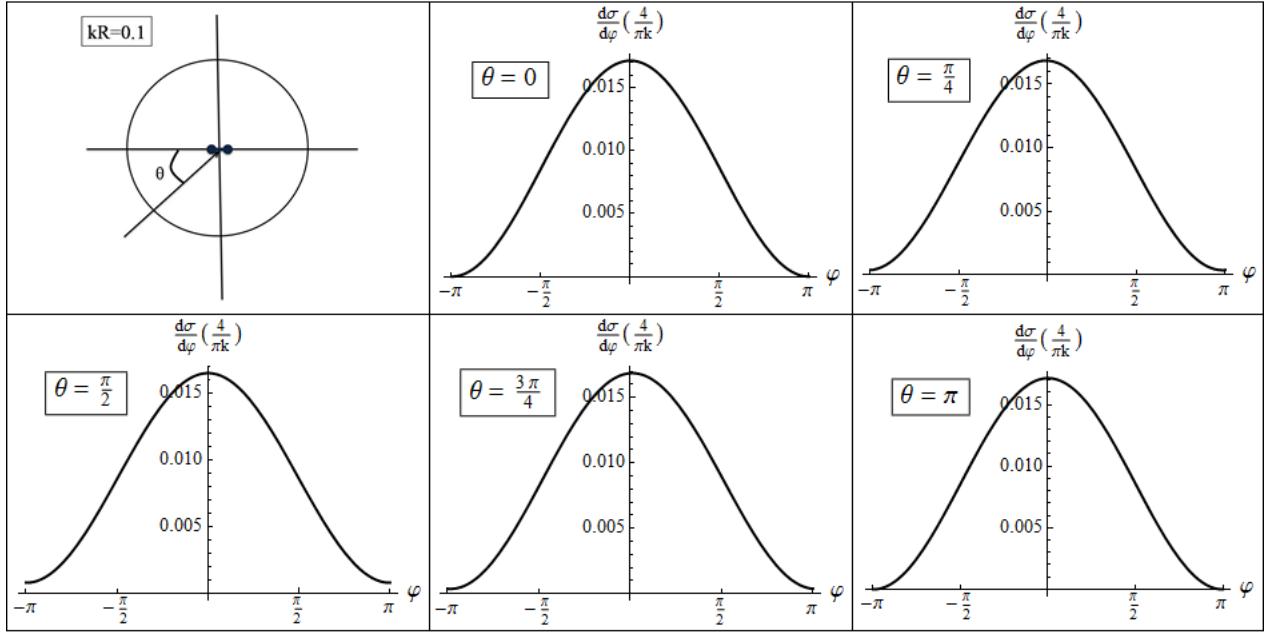 kR=0.1
θ
dσ/dφ (4/πk)
θ = 0
0.015
0.010
0.005
−π
−π/2
π/2
π
φ
dσ/dφ (4/πk)
θ = π/4
0.015
0.010
0.005
−π
−π/2
π/2
π
φ
dσ/dφ (4/πk)
θ = π/2
0.015
0.010
0.005
−π
−π/2
π/2
π
φ
dσ/dφ (4/πk)
θ = 3π/4
0.015
0.010
0.005
−π
−π/2
π/2
π
φ
dσ/dφ (4/πk)
θ = π
0.015
0.010
0.005
−π
−π/2
π/2
π
φ